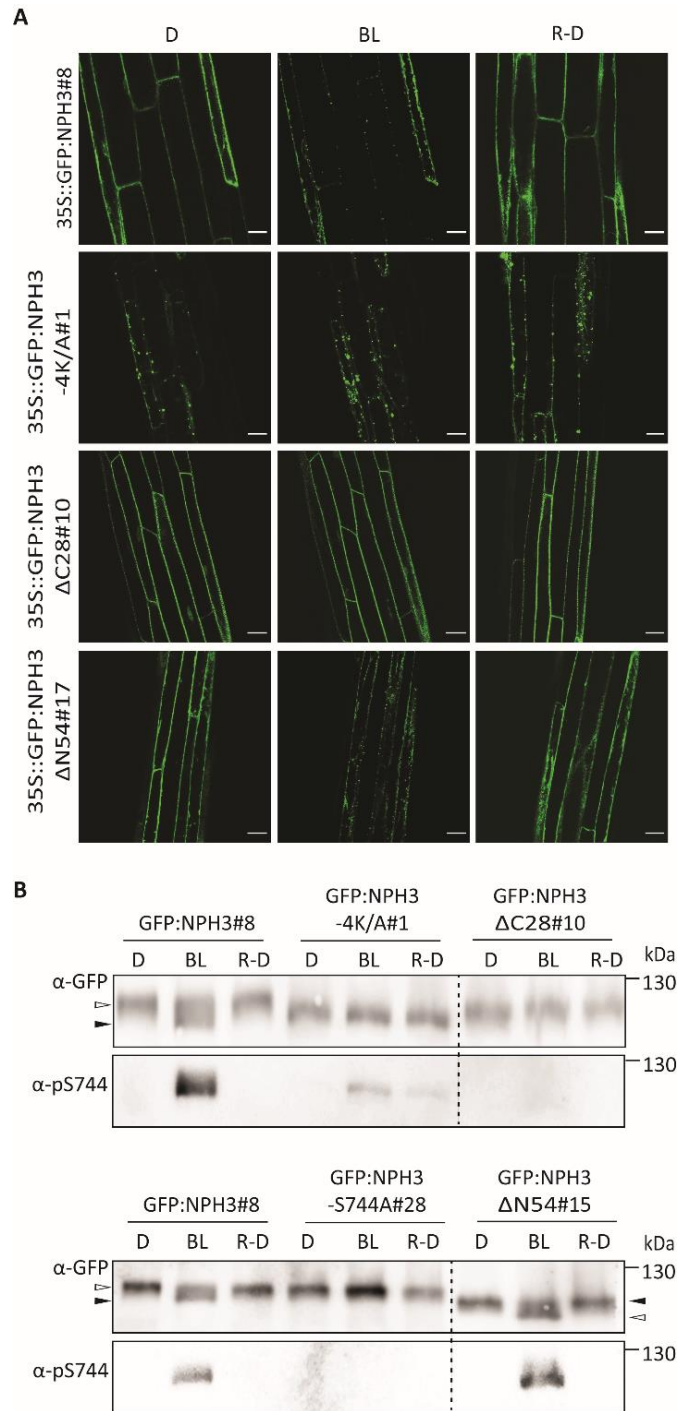 A
D BL R-D
35S::GFP:NPH3#8
35S::GFP:NPH3
-4K/A#1
35S::GFP:NPH3
ΔC28#10
35S::GFP:NPH3
ΔN54#17
B
GFP:NPH3#8 GFP:NPH3 GFP:NPH3
-4K/A#1 ΔC28#10
D BL R-D D BL R-D D BL R-D kDa
α-GFP 130
α-pS744 130
GFP:NPH3#8 GFP:NPH3 GFP:NPH3
-S744A#28 ΔN54#15
D BL R-D D BL R-D D BL R-D kDa
α-GFP 130
α-pS744 130